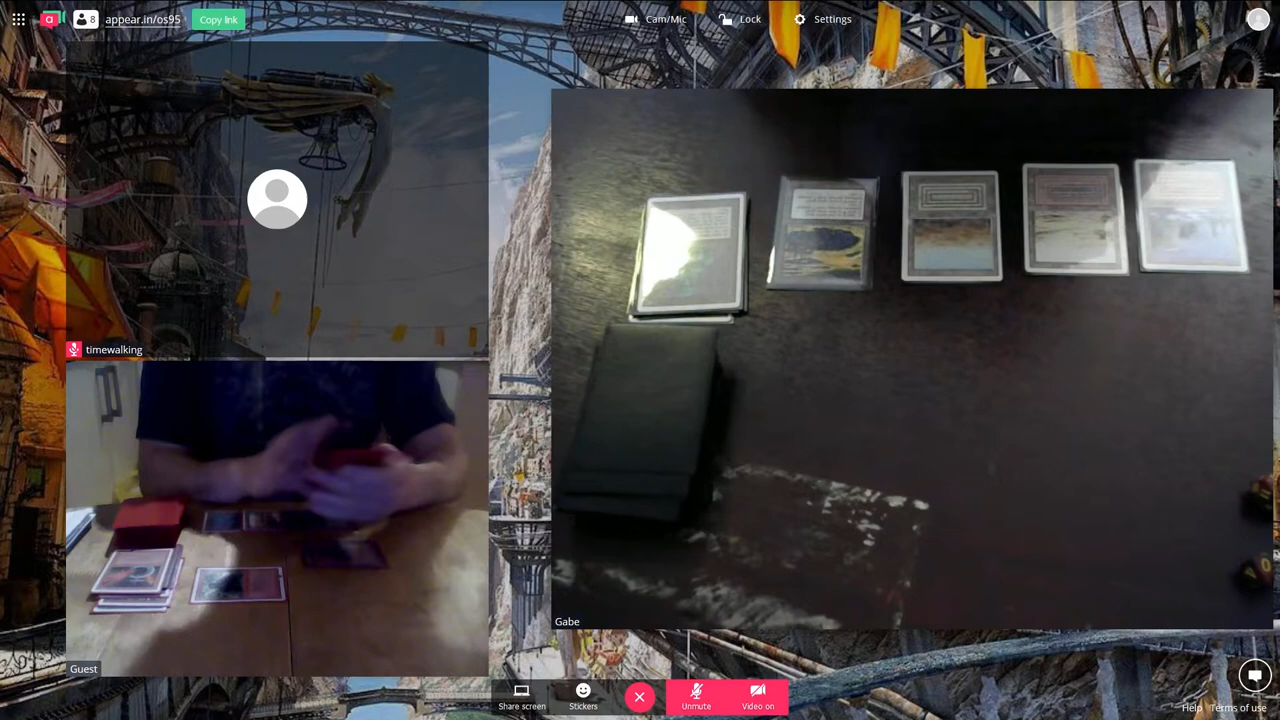 8 appear.in/os95 Copy link Cam/Mic Lock Settings
timewalking
Gabe
Guest
Share screen Stickers Unmute Video on
Help Terms of use